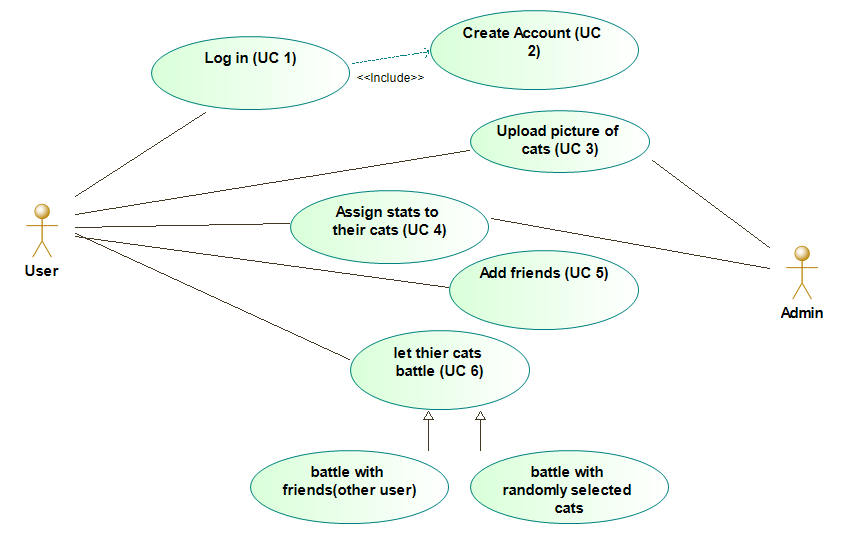 Log in (UC 1)
Create Account (UC
2)
<<Include>>
Upload picture of
cats (UC 3)
Assign stats to
their cats (UC 4)
User
Add friends (UC 5)
Admin
let thier cats
battle (UC 6)
battle with
friends(other user)
battle with
randomly selected
cats